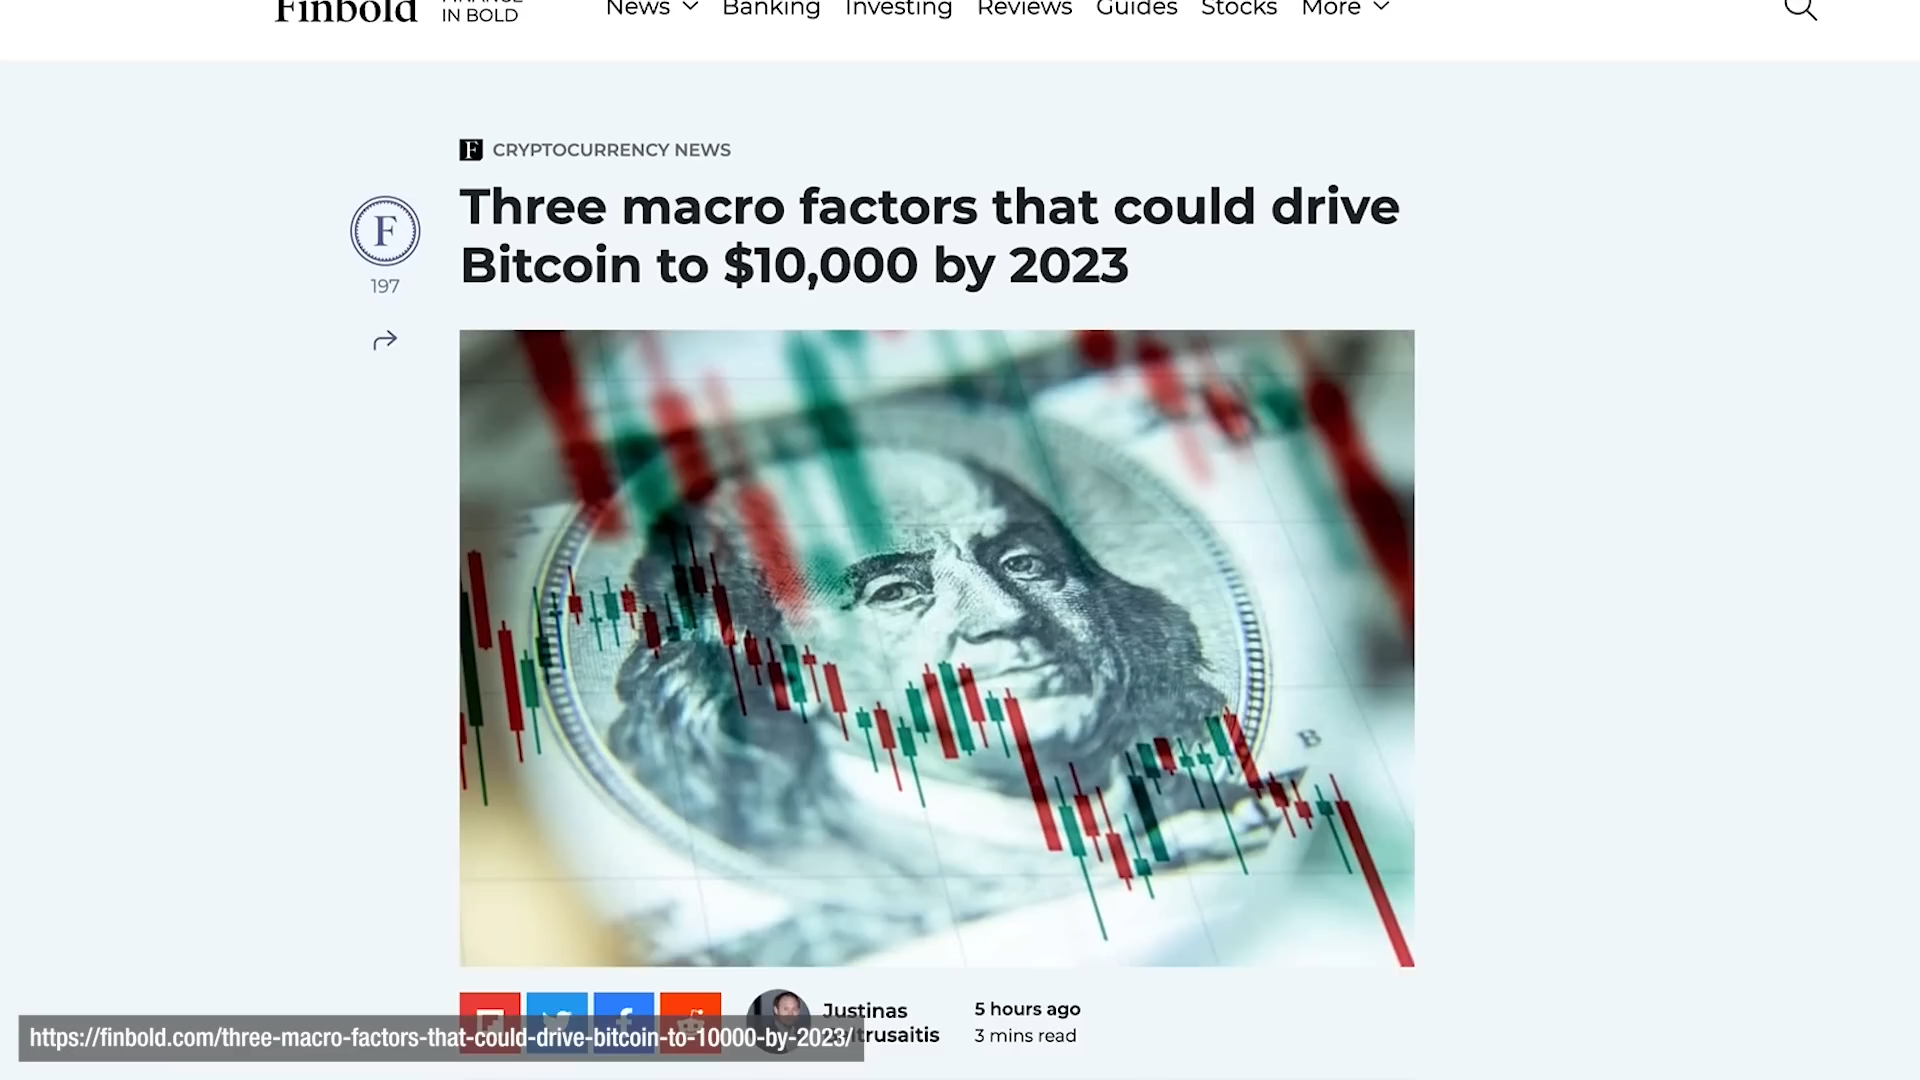 Finbold
FINANCE
IN BOLD
News
Banking
Investing
Reviews
Guides
Stocks
More
F CRYPTOCURRENCY NEWS
Three macro factors that could drive
Bitcoin to $10,000 by 2023
F
197
B
Justinas
5 hours ago
trusaitis
3 mins read
https://finbold.com/three-macro-factors-that-could-drive-bitcoin-to-10000-by-2023/